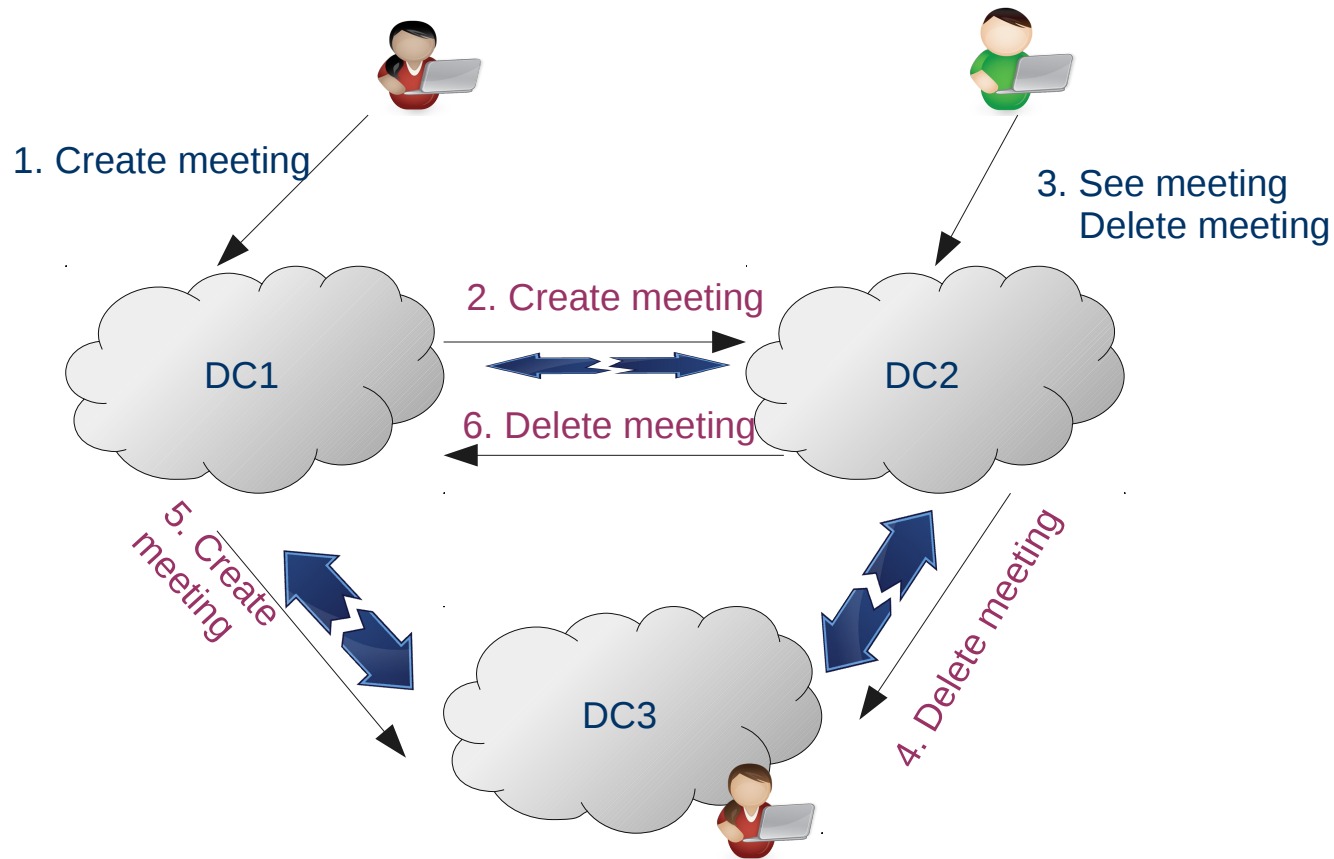 1. Create meeting
3. See meeting
Delete meeting
2. Create meeting
DC1
DC2
6. Delete meeting
5. Create
meeting
4. Delete meeting
DC3